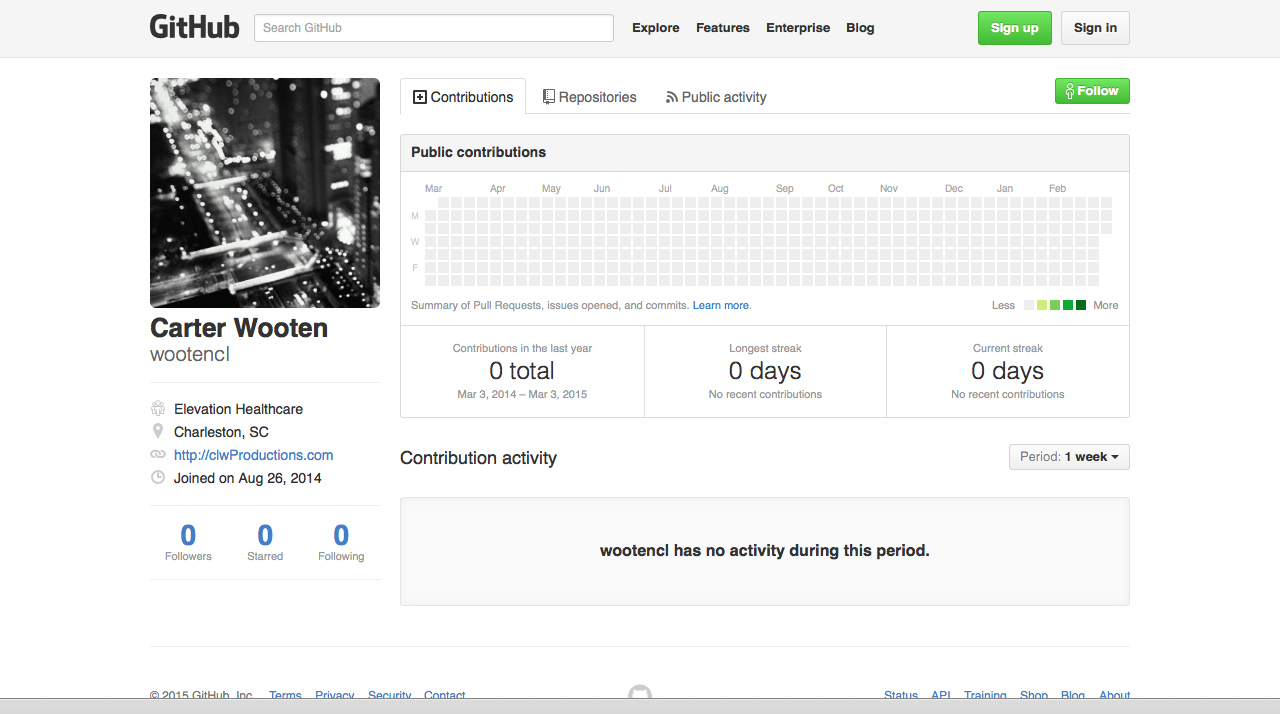 GitHub Search GitHub Explore Features Enterprise Blog Sign up Sign in
Contributions Repositories Public activity Follow
Public contributions
Mar Apr May Jun Jul Aug Sep Oct Nov Dec Jan Feb
M
W
F
Summary of Pull Requests, issues opened, and commits. Learn more. Less More
Carter Wooten
wootencl
Contributions in the last year
0 total
Mar 3, 2014 – Mar 3, 2015
Longest streak
0 days
No recent contributions
Current streak
0 days
No recent contributions
Elevation Healthcare
Charleston, SC
http://clwProductions.com
Joined on Aug 26, 2014
0 0 0
Followers Starred Following
Contribution activity Period: 1 week
wootencl has no activity during this period.
© 2015 GitHub, Inc. Terms Privacy Security Contact Status API Training Shop Blog About